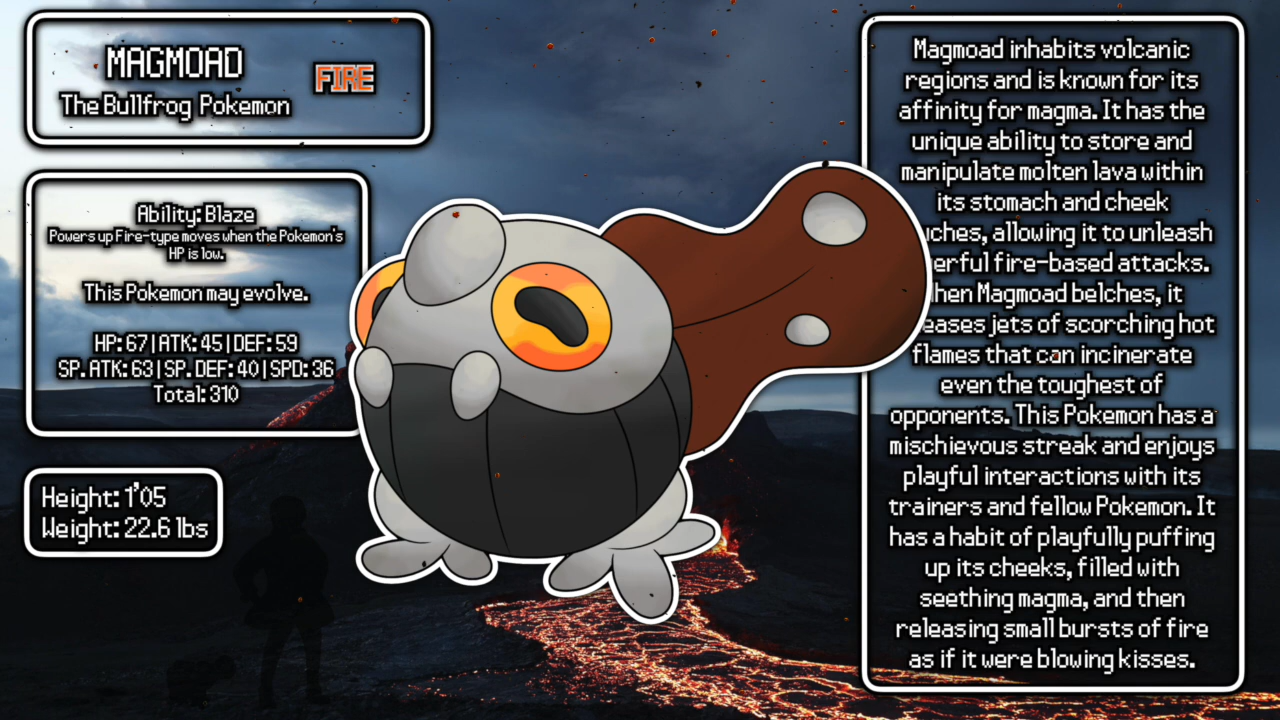 MAGMOAD
FIRE
The Bullfrog Pokemon
Ability: Blaze
Powers up Fire-type moves when the Pokemon's
HP is low.
This Pokemon may evolve.
HP: 67 | ATK: 45 | DEF: 59
SP. ATK: 63 | SP. DEF: 40 | SPD: 36
Total: 310
Height: 1'05
Weight: 22.6 lbs
Magmoad inhabits volcanic
regions and is known for its
affinity for magma. It has the
unique ability to store and
manipulate molten lava within
its stomach and cheek
allowing it to unleash
fire-based attacks.
Magmoad belches, it
jets of scorching hot
flames that can incinerate
even the toughest of
opponents. This Pokemon has a
mischievous streak and enjoys
playful interactions with its
trainers and fellow Pokemon. It
has a habit of playfully puffing
up its cheeks, filled with
seething magma, and then
releasing small bursts of fire
as if it were blowing kisses.